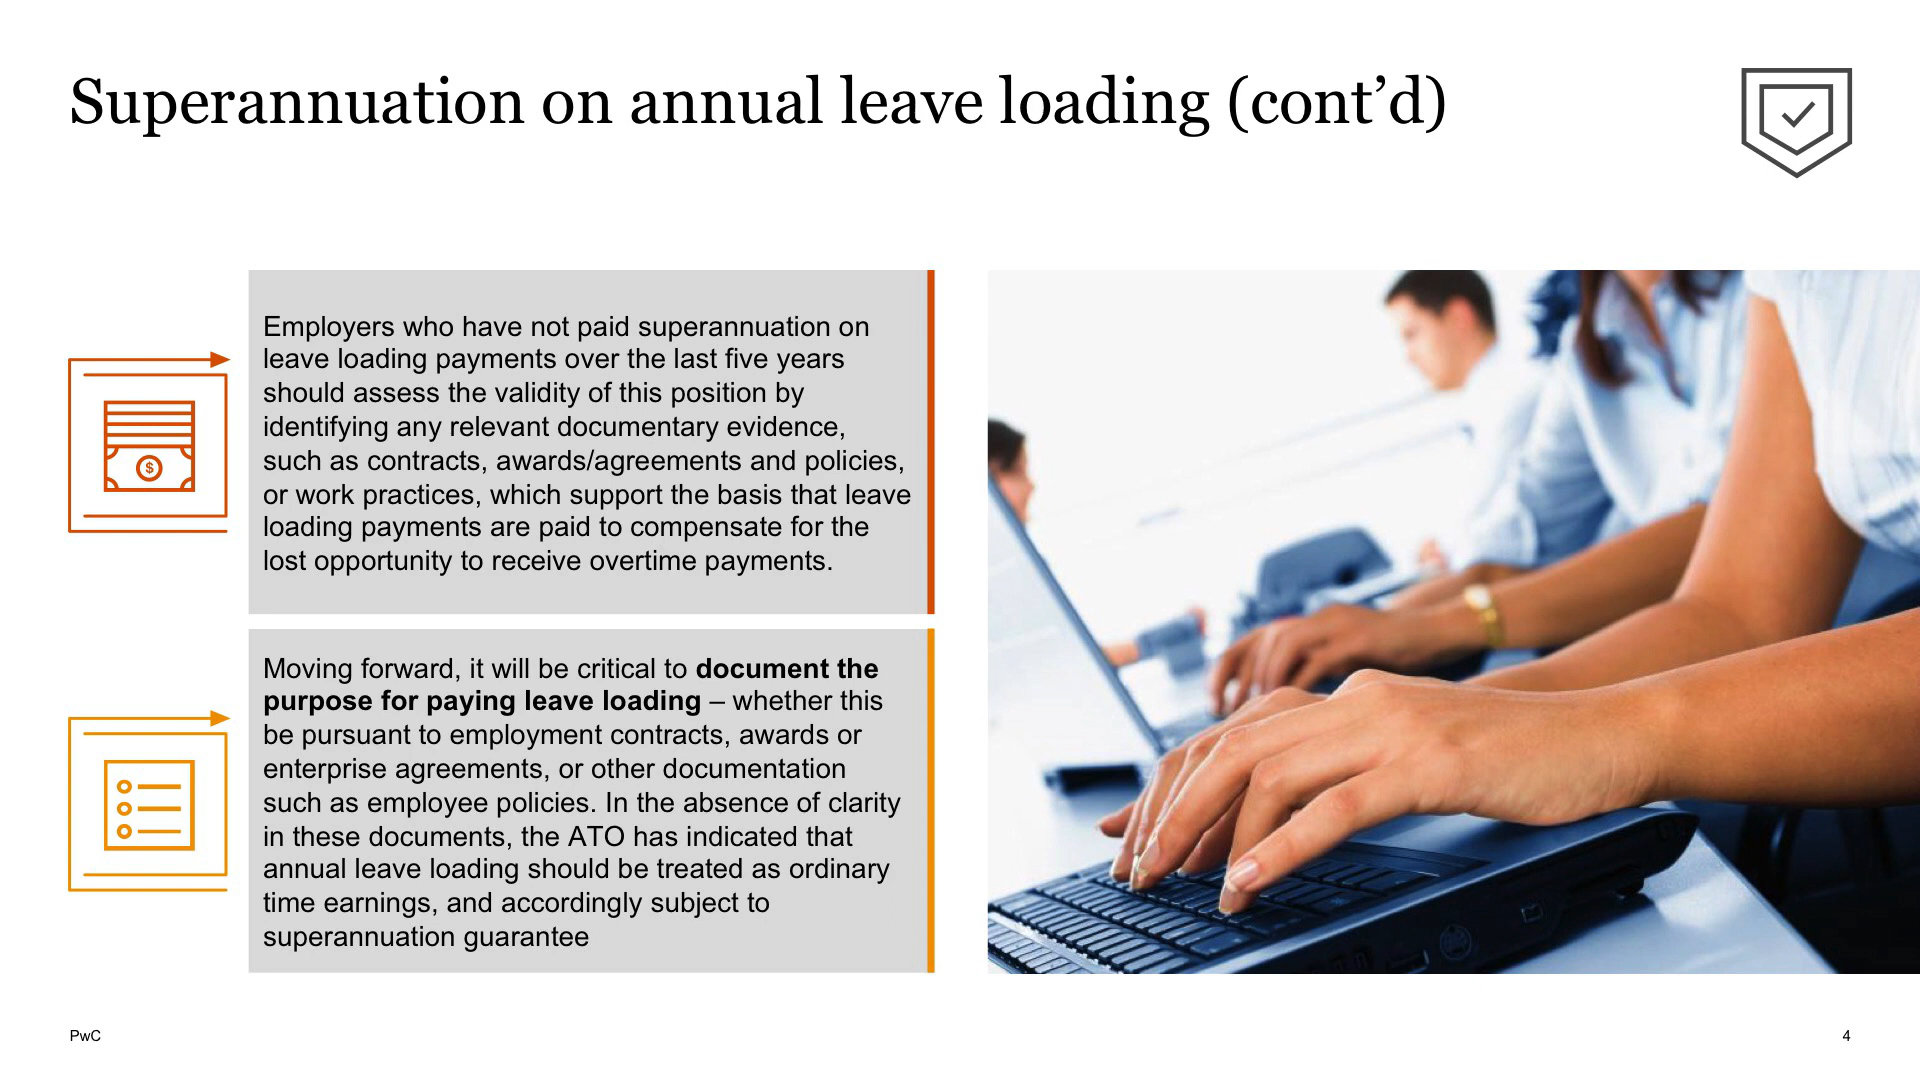 Superannuation on annual leave loading (cont’d)
Employers who have not paid superannuation on
leave loading payments over the last five years
should assess the validity of this position by
identifying any relevant documentary evidence,
such as contracts, awards/agreements and policies,
or work practices, which support the basis that leave
loading payments are paid to compensate for the
lost opportunity to receive overtime payments.
$
Moving forward, it will be critical to document the
purpose for paying leave loading – whether this
be pursuant to employment contracts, awards or
enterprise agreements, or other documentation
such as employee policies. In the absence of clarity
in these documents, the ATO has indicated that
annual leave loading should be treated as ordinary
time earnings, and accordingly subject to
superannuation guarantee
PwC
4